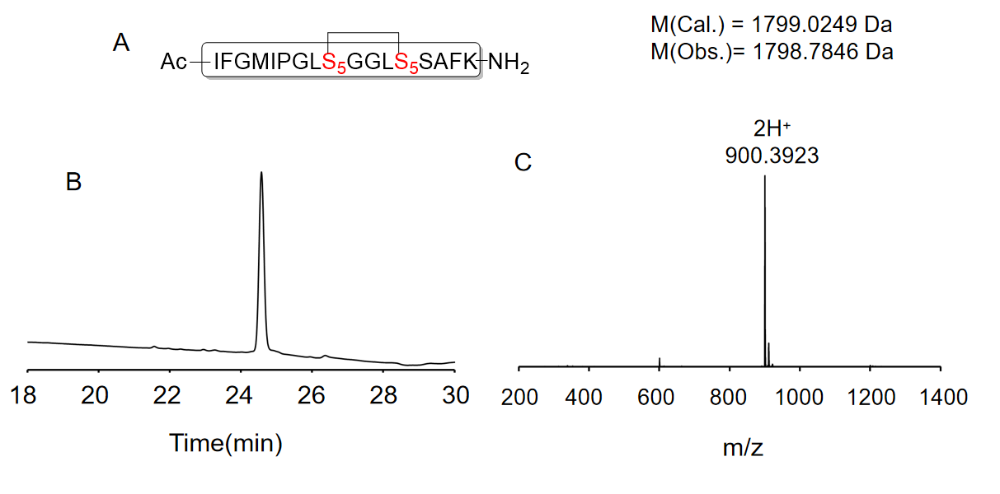 A
Ac IFGMIPGLS5GGLS5SAFK NH2
M(Cal.) = 1799.0249 Da
M(Obs.)= 1798.7846 Da
B
18 20 22 24 26 28 30
Time(min)
C
2H+
900.3923
200 400 600 800 1000 1200 1400
m/z